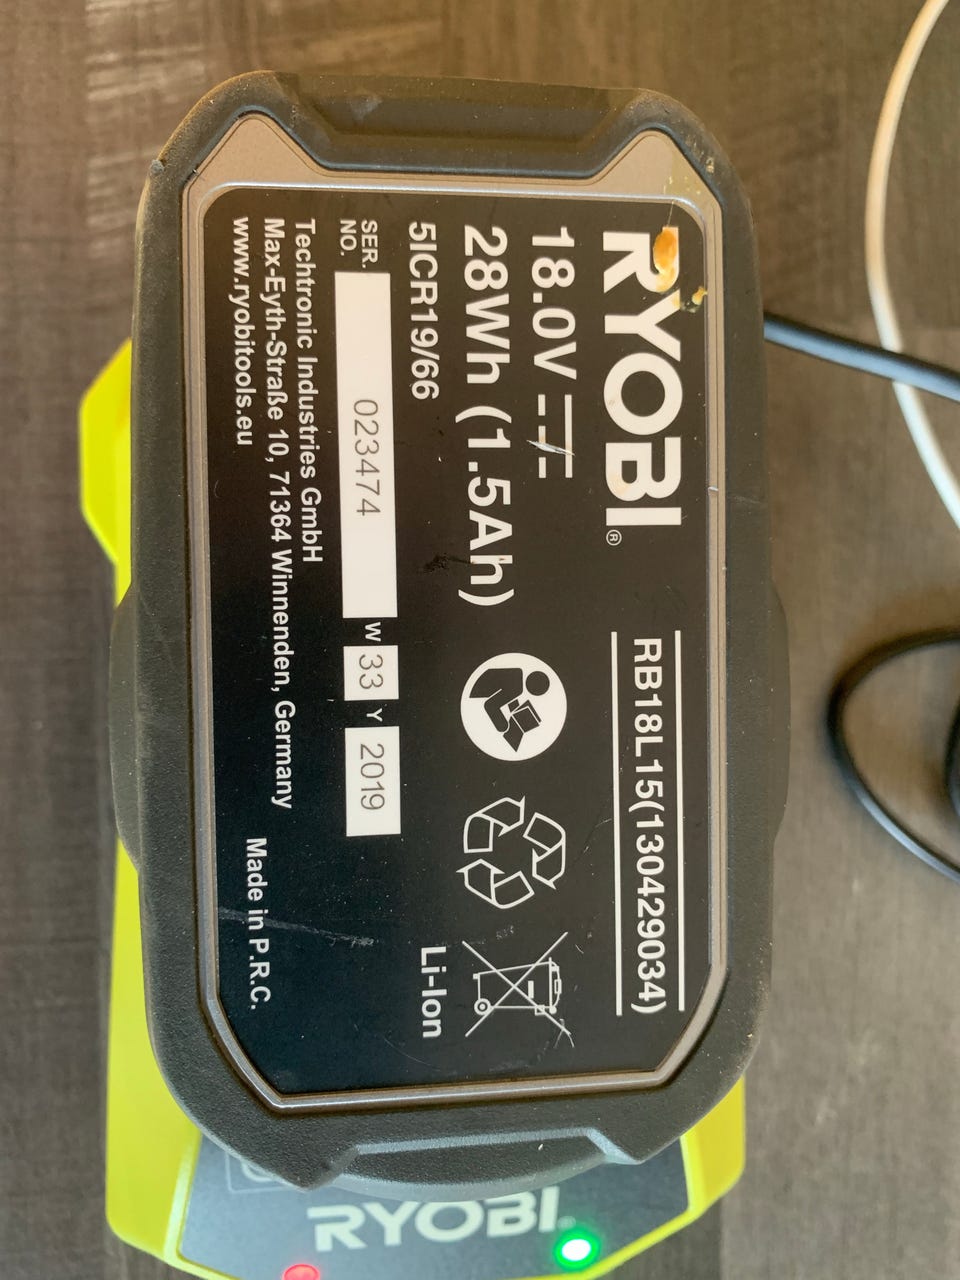 RYOBI®
RB18L15(130429034)
18.0V
28Wh (1.5Ah)
5ICR19/66
Li-Ion
SER. NO. 023474 W 33 Y 2019
Techtronic Industries GmbH
Max-Eyth-Straße 10, 71364 Winnenden, Germany
www.ryobitools.eu
Made in P.R.C.
RYOBI